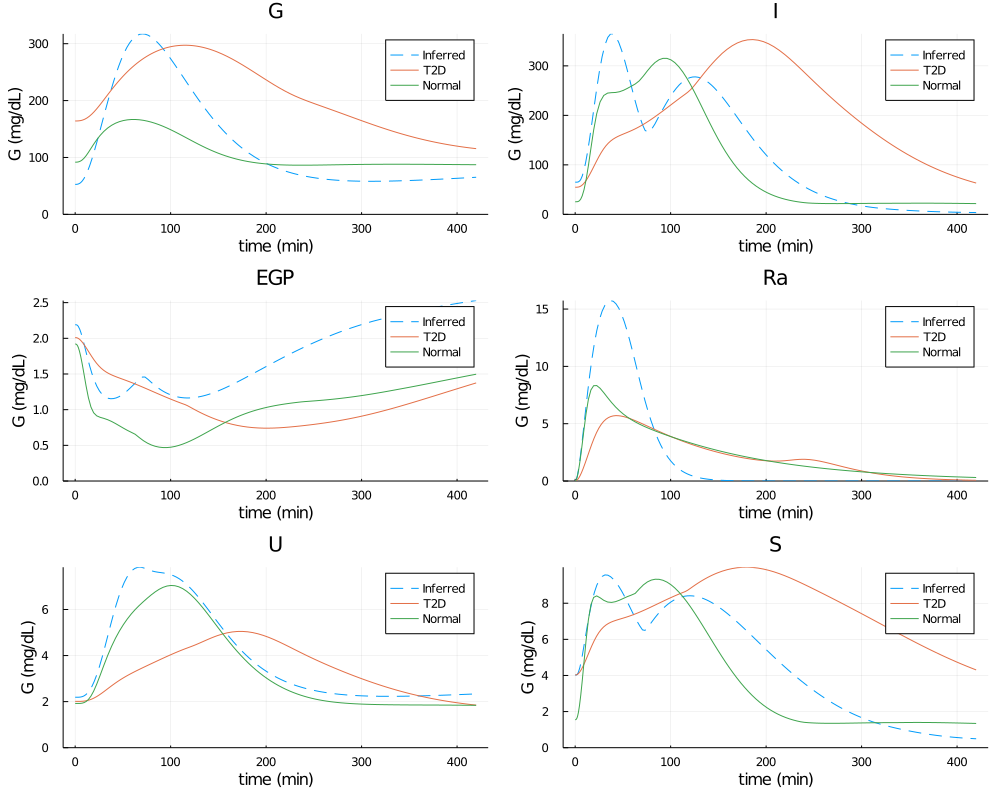 G
G (mg/dL)
300
200
100
0
0 100 200 300 400
time (min)
Inferred
T2D
Normal
I
G (mg/dL)
300
200
100
0
0 100 200 300 400
time (min)
Inferred
T2D
Normal
EGP
G (mg/dL)
2.5
2.0
1.5
1.0
0.5
0.0
0 100 200 300 400
time (min)
Inferred
T2D
Normal
Ra
G (mg/dL)
15
10
5
0
0 100 200 300 400
time (min)
Inferred
T2D
Normal
U
G (mg/dL)
6
4
2
0
0 100 200 300 400
time (min)
Inferred
T2D
Normal
S
G (mg/dL)
8
6
4
2
0
0 100 200 300 400
time (min)
Inferred
T2D
Normal